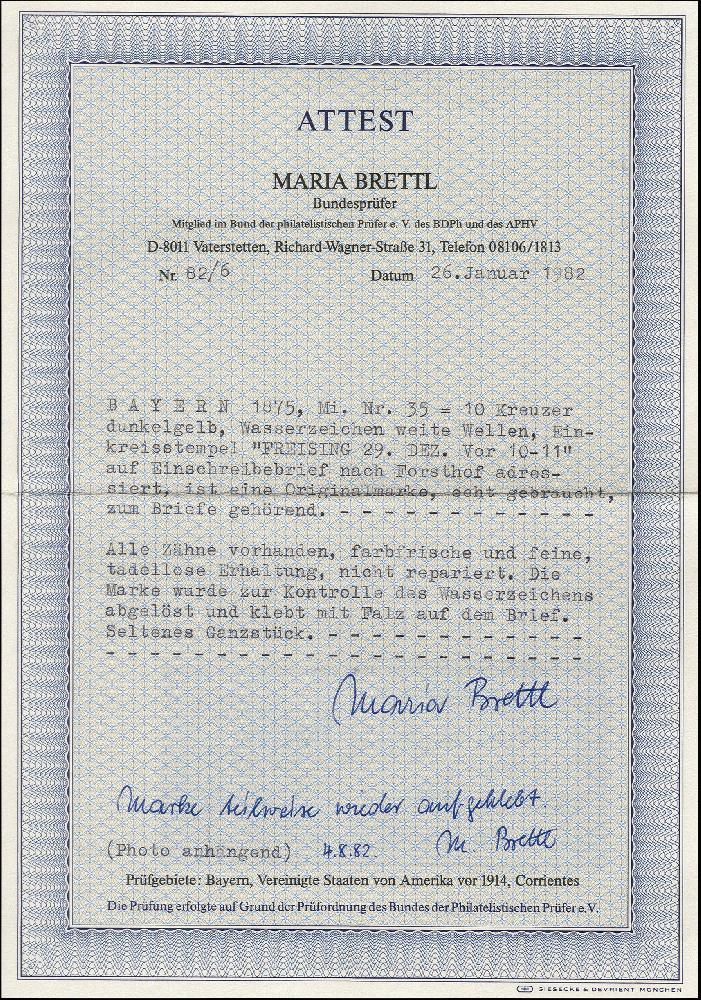 ATTEST
MARIA BRETTL
Bundesprüfer
Mitglied im Bund der philatelistischen Prüfer e. V. des BDPh und des APHV
D-8011 Vaterstetten, Richard-Wagner-Straße 31, Telefon 08106/1813
Nr. 82/6 Datum 26.Januar 1982
B A Y E R N 1875, Mi. Nr. 35 = 10 Kreuzer
dunkelgelb, Wasserzeichen weite Wellen, Ein-
kreisstempel "FREISING 29. DEZ. Vor 10-11"
auf Einschreibebrief nach Forsthof adres-
siert, ist eine Originalmarke, echt gebraucht,
zum Briefe gehörend. - - - - - - - - - - - - -
Alle Zähne vorhanden, farbfrische und feine,
tadellose Erhaltung, nicht repariert. Die
Marke wurde zur Kontrolle des Wasserzeichens
abgelöst und klebt mit Falz auf dem Brief.
Seltenes Ganzstück. - - - - - - - - - - - - -
- - - - - - - - - - - - - - - - - - - - - - -
Maria Brettl
Marke teilweise wieder aufgeklebt.
(Photo anhängend) 4.8.82. M. Brettl
Prüfgebiete: Bayern, Vereinigte Staaten von Amerika vor 1914, Corrientes
Die Prüfung erfolgte auf Grund der Prüfordnung des Bundes der Philatelistischen Prüfer e.V.
GIESECKE & DEVRIENT MÜNCHEN